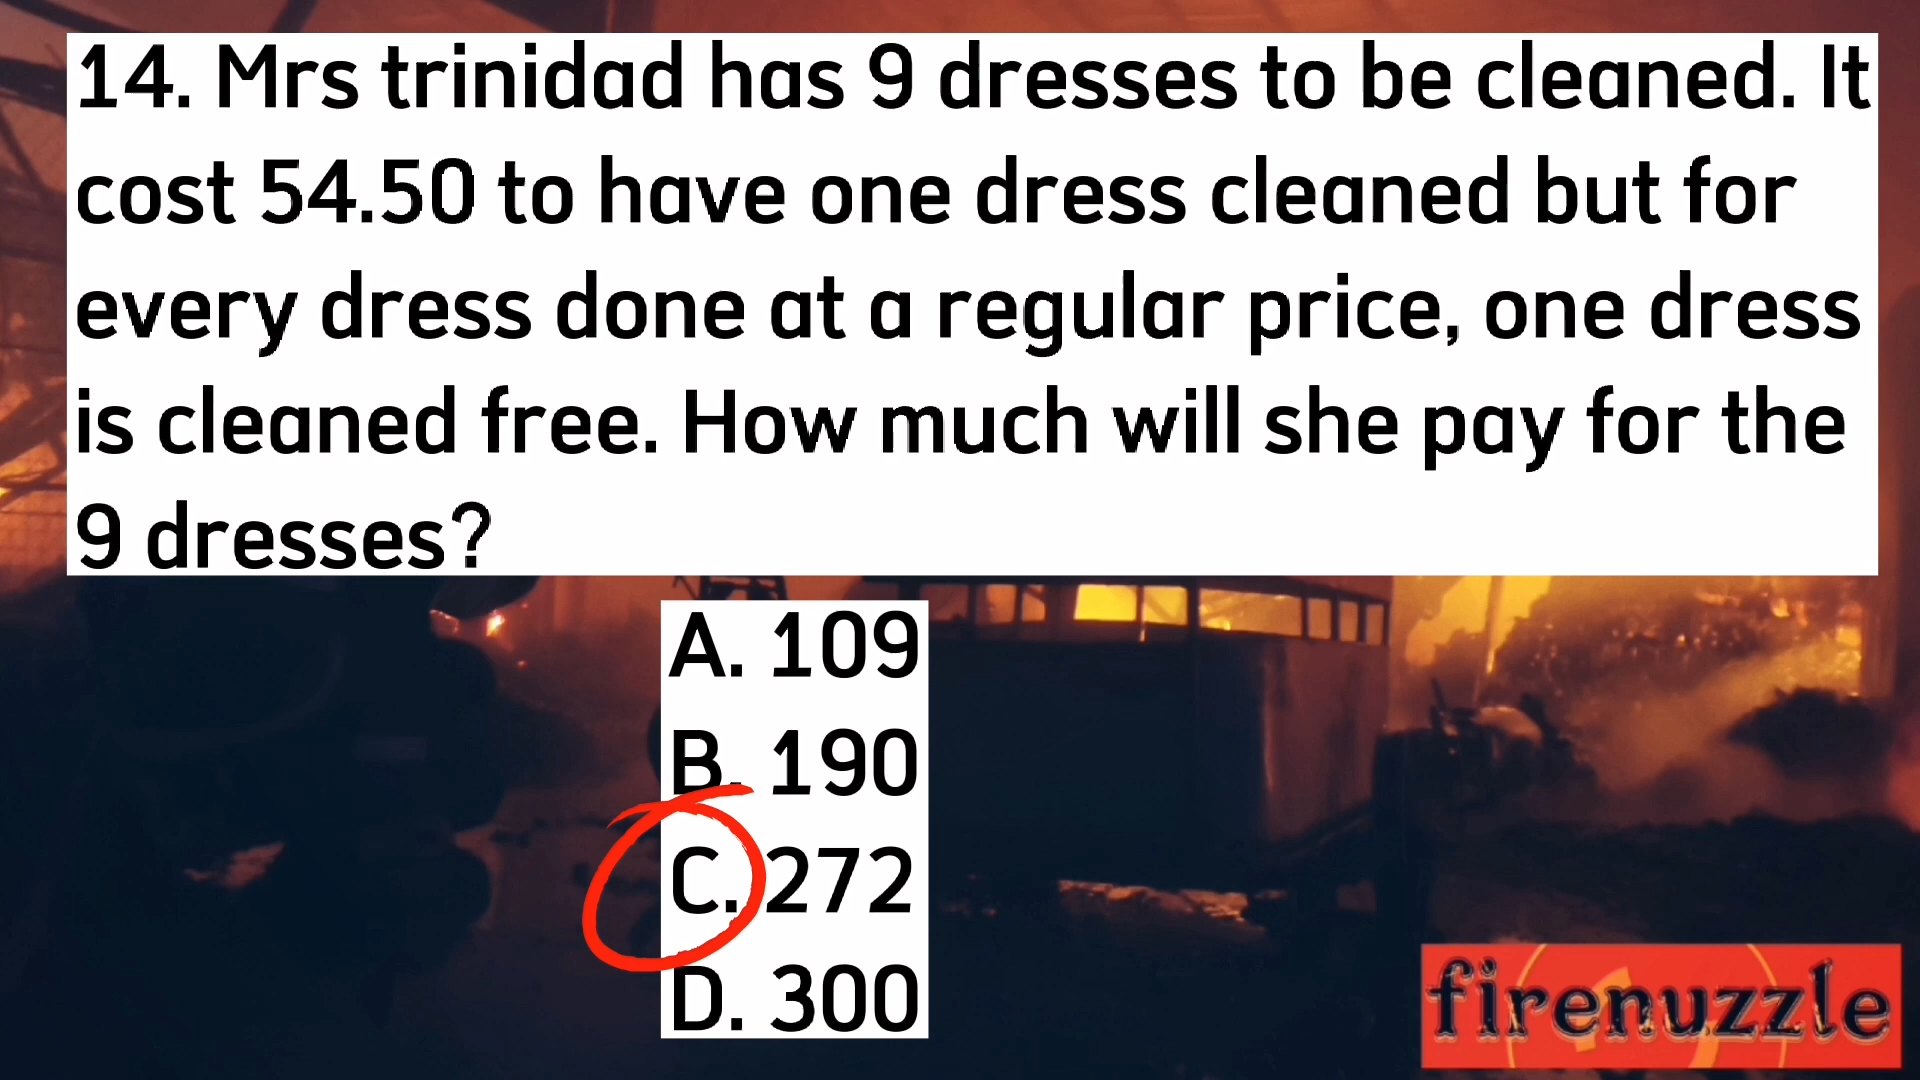 14. Mrs trinidad has 9 dresses to be cleaned. It
cost 54.50 to have one dress cleaned but for
every dress done at a regular price, one dress
is cleaned free. How much will she pay for the
9 dresses?
A. 109
B. 190
C. 272
D. 300
firenuzzle